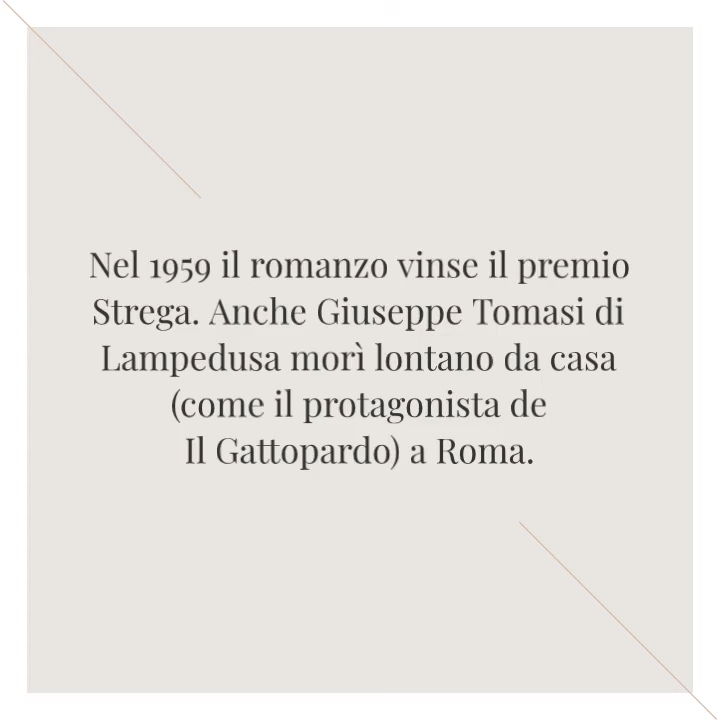 Nel 1959 il romanzo vinse il premio
Strega. Anche Giuseppe Tomasi di
Lampedusa morì lontano da casa
(come il protagonista de
Il Gattopardo) a Roma.